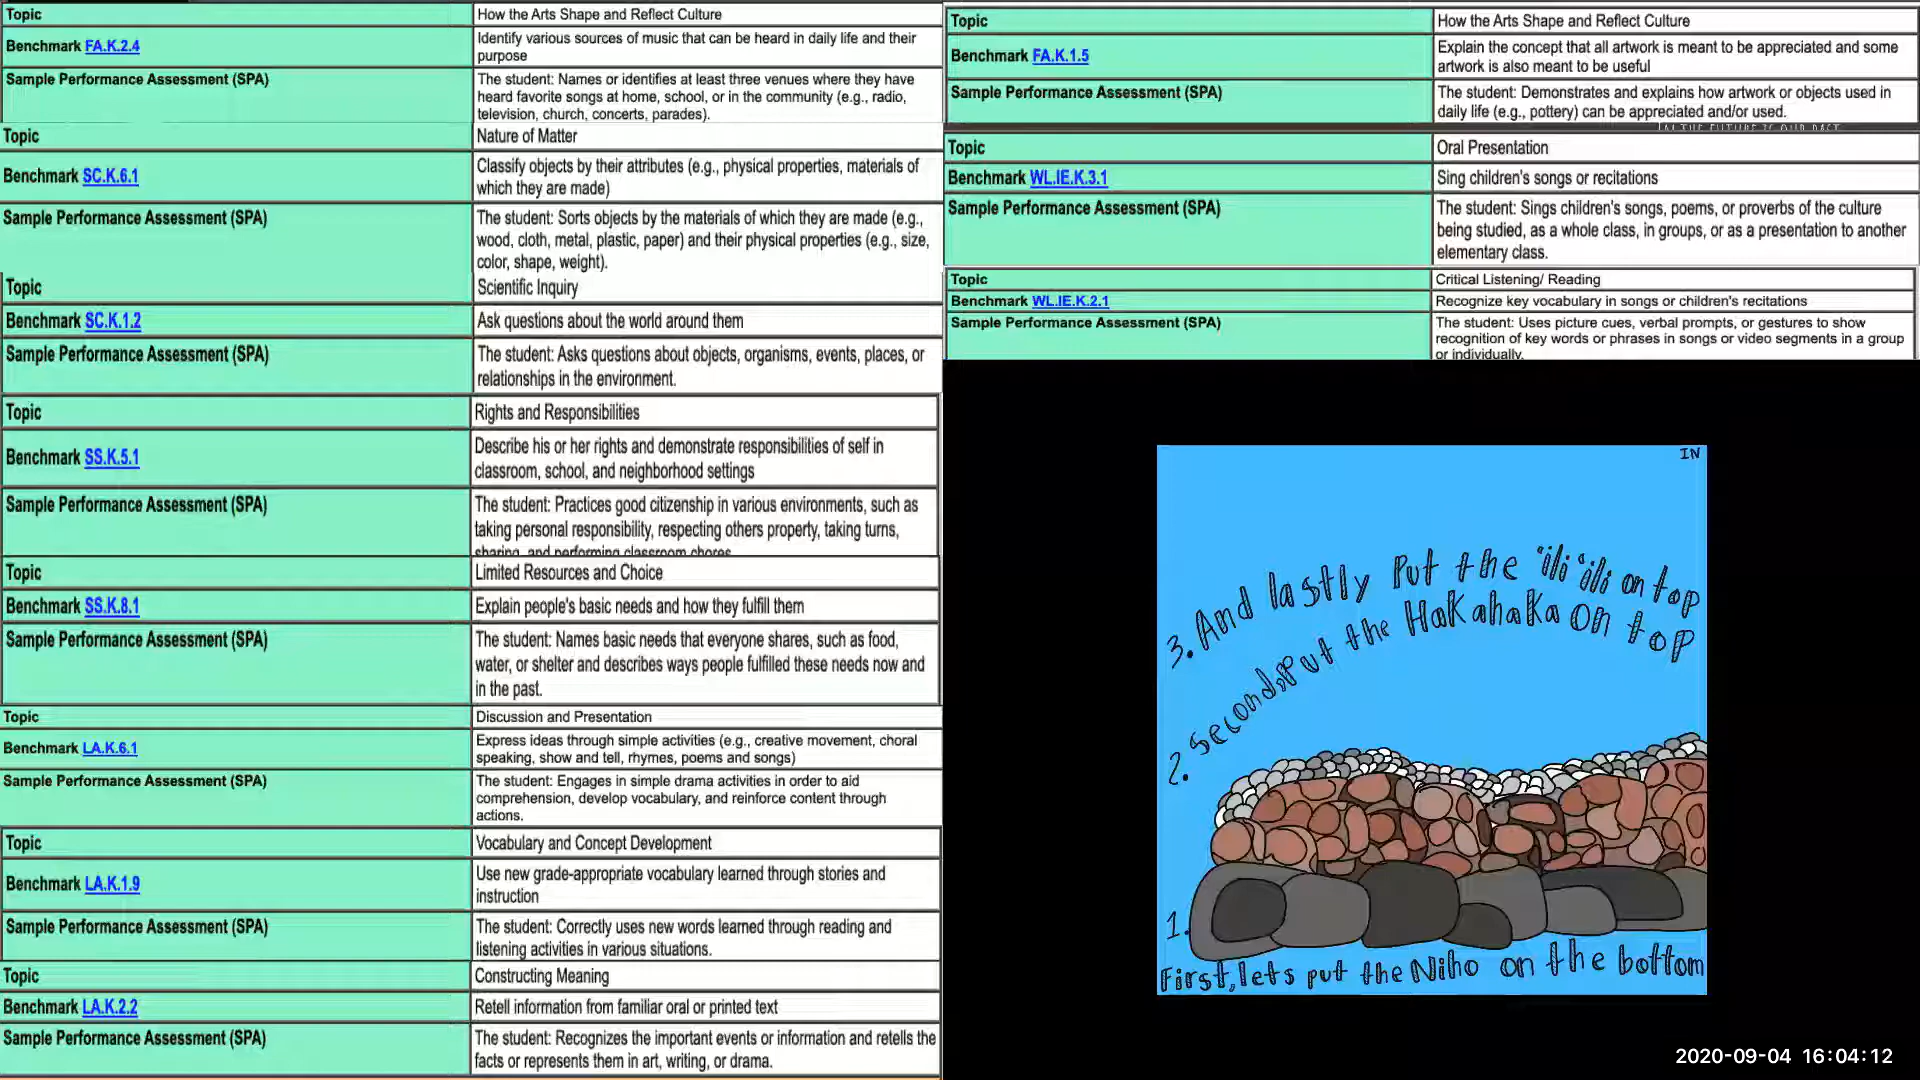 Topic How the Arts Shape and Reflect Culture
Benchmark FA.K.2.4 Identify various sources of music that can be heard in daily life and their
purpose
Sample Performance Assessment (SPA) The student: Names or identifies at least three venues where they have
heard favorite songs at home, school, or in the community (e.g., radio,
television, church, concerts, parades).
Topic Nature of Matter
Benchmark SC.K.6.1 Classify objects by their attributes (e.g., physical properties, materials of
which they are made)
Sample Performance Assessment (SPA) The student: Sorts objects by the materials of which they are made (e.g.,
wood, cloth, metal, plastic, paper) and their physical properties (e.g., size,
color, shape, weight).
Topic Scientific Inquiry
Benchmark SC.K.1.2 Ask questions about the world around them
Sample Performance Assessment (SPA) The student: Asks questions about objects, organisms, events, places, or
relationships in the environment.
Topic Rights and Responsibilities
Benchmark SS.K.5.1 Describe his or her rights and demonstrate responsibilities of self in
classroom, school, and neighborhood settings
Sample Performance Assessment (SPA) The student: Practices good citizenship in various environments, such as
taking personal responsibility, respecting others property, taking turns,
sharing, and performing classroom chores.
Topic Limited Resources and Choice
Benchmark SS.K.8.1 Explain people's basic needs and how they fulfill them
Sample Performance Assessment (SPA) The student: Names basic needs that everyone shares, such as food,
water, or shelter and describes ways people fulfilled these needs now and
in the past.
Topic Discussion and Presentation
Benchmark LA.K.6.1 Express ideas through simple activities (e.g., creative movement, choral
speaking, show and tell, rhymes, poems and songs)
Sample Performance Assessment (SPA) The student: Engages in simple drama activities in order to aid
comprehension, develop vocabulary, and reinforce content through
actions.
Topic Vocabulary and Concept Development
Benchmark LA.K.1.9 Use new grade-appropriate vocabulary learned through stories and
instruction
Sample Performance Assessment (SPA) The student: Correctly uses new words learned through reading and
listening activities in various situations.
Topic Constructing Meaning
Benchmark LA.K.2.2 Retell information from familiar oral or printed text
Sample Performance Assessment (SPA) The student: Recognizes the important events or information and retells the
facts or represents them in art, writing, or drama.
Topic How the Arts Shape and Reflect Culture
Benchmark FA.K.1.5 Explain the concept that all artwork is meant to be appreciated and some
artwork is also meant to be useful
Sample Performance Assessment (SPA) The student: Demonstrates and explains how artwork or objects used in
daily life (e.g., pottery) can be appreciated and/or used.
Topic Oral Presentation
Benchmark WL.IE.K.3.1 Sing children's songs or recitations
Sample Performance Assessment (SPA) The student: Sings children's songs, poems, or proverbs of the culture
being studied, as a whole class, in groups, or as a presentation to another
elementary class.
Topic Critical Listening/ Reading
Benchmark WL.IE.K.2.1 Recognize key vocabulary in songs or children's recitations
Sample Performance Assessment (SPA) The student: Uses picture cues, verbal prompts, or gestures to show
recognition of key words or phrases in songs or video segments in a group
or individually.
IN
3. And lastly Put the ʻili ʻili on top
2. Second, Put the Hakahaka On top
1.
First, lets put the Niho on the bottom
2020-09-04 16:04:12